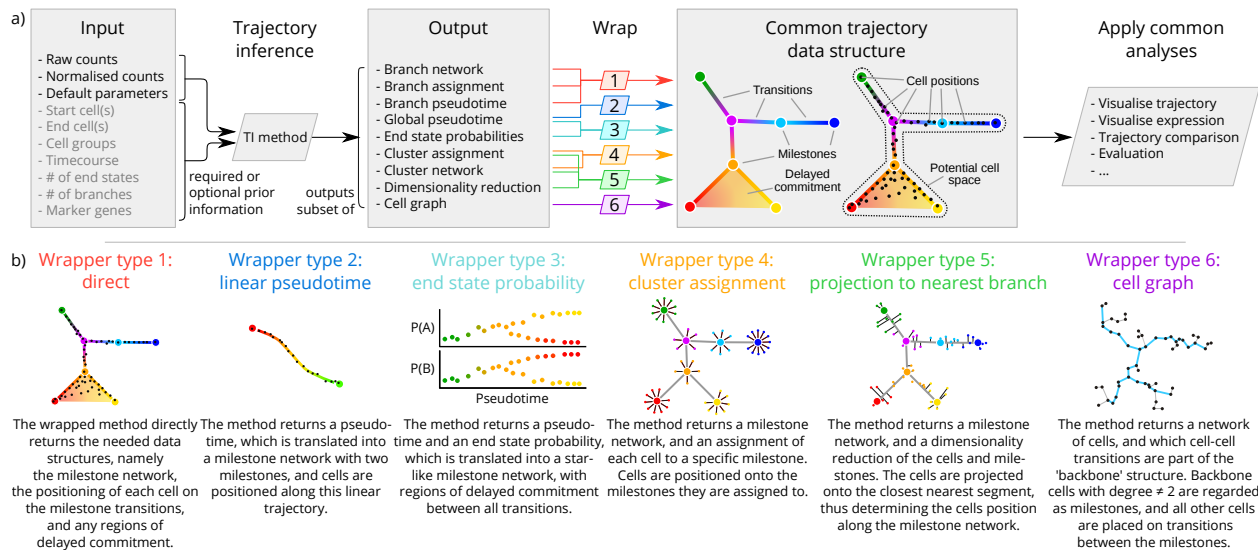 a)
Input
- Raw counts
- Normalised counts
- Default parameters
- Start cell(s)
- End cell(s)
- Cell groups
- Timecourse
- # of end states
- # of branches
- Marker genes
Trajectory
inference
TI method
required or
optional prior
information
outputs
subset of
Output
- Branch network
- Branch assignment
- Branch pseudotime
- Global pseudotime
- End state probabilities
- Cluster assignment
- Cluster network
- Dimensionality reduction
- Cell graph
Wrap
1
2
3
4
5
6
Common trajectory
data structure
Transitions
Milestones
Delayed
commitment
Cell positions
Potential cell
space
Apply common
analyses
- Visualise trajectory
- Visualise expression
- Trajectory comparison
- Evaluation
- ...
b)
Wrapper type 1:
direct
The wrapped method directly
returns the needed data
structures, namely
the milestone network,
the positioning of each cell on
the milestone transitions,
and any regions of
delayed commitment.
Wrapper type 2:
linear pseudotime
The method returns a pseudo-
time, which is translated into
a milestone network with two
milestones, and cells are
positioned along this linear
trajectory.
Wrapper type 3:
end state probability
P(A)
P(B)
Pseudotime
The method returns a pseudo-
time and an end state probability,
which is translated into a star-
like milestone network, with
regions of delayed commitment
between all transitions.
Wrapper type 4:
cluster assignment
The method returns a milestone
network, and an assignment of
each cell to a specific milestone.
Cells are positioned onto the
milestones they are assigned to.
Wrapper type 5:
projection to nearest branch
The method returns a milestone
network, and a dimensionality
reduction of the cells and mile-
stones. The cells are projected
onto the closest nearest segment,
thus determining the cells position
along the milestone network.
Wrapper type 6:
cell graph
The method returns a network
of cells, and which cell-cell
transitions are part of the
'backbone' structure. Backbone
cells with degree ≠ 2 are regarded
as milestones, and all other cells
are placed on transitions
between the milestones.